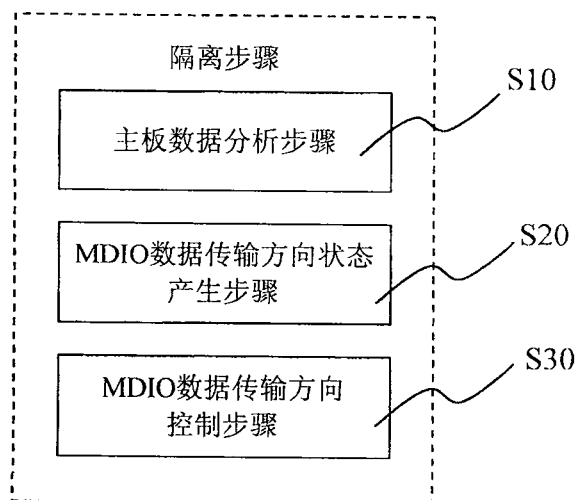 隔离步骤
主板数据分析步骤
S10
MDIO数据传输方向状态
产生步骤
S20
MDIO数据传输方向
控制步骤
S30